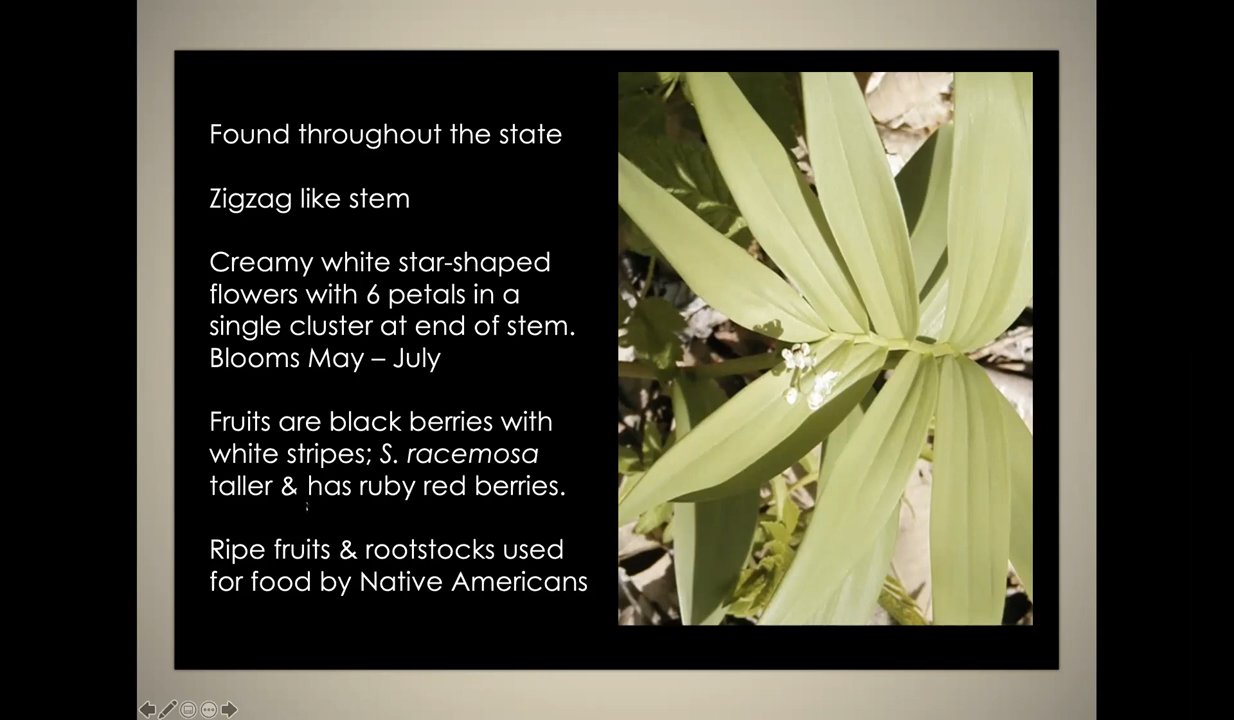 Found throughout the state
Zigzag like stem
Creamy white star-shaped
flowers with 6 petals in a
single cluster at end of stem.
Blooms May – July
Fruits are black berries with
white stripes; S. racemosa
taller & has ruby red berries.
Ripe fruits & rootstocks used
for food by Native Americans